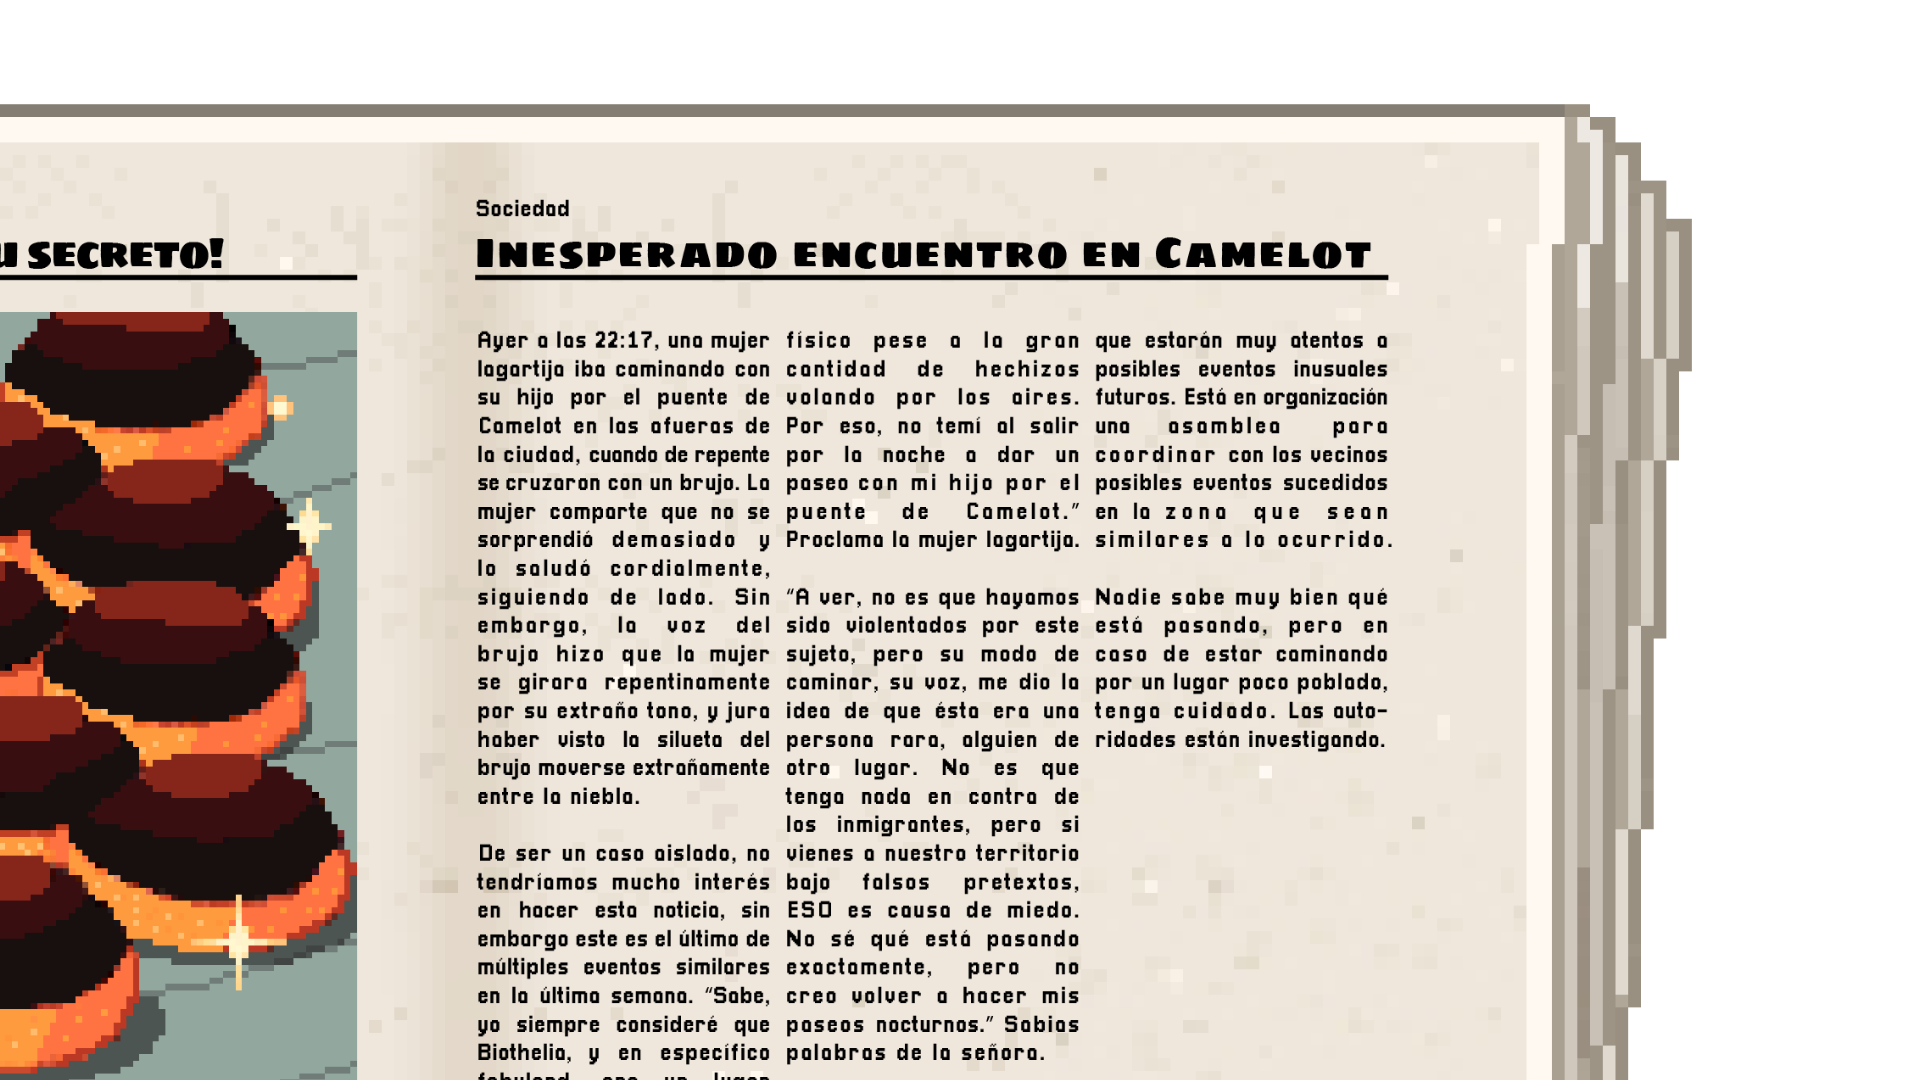 U SECRETO!
Sociedad
INESPERADO ENCUENTRO EN CAMELOT
Ayer a las 22:17, una mujer
lagartija iba caminando con
su hijo por el puente de
Camelot en las afueras de
la ciudad, cuando de repente
se cruzaron con un brujo. La
mujer comparte que no se
sorprendió demasiado y
lo saludó cordialmente,
siguiendo de lado. Sin
embargo, la voz del
brujo hizo que la mujer
se girara repentinamente
por su extraño tono, y jura
haber visto la silueta del
brujo moverse extrañamente
entre la niebla.
De ser un caso aislado, no
tendríamos mucho interés
en hacer esta noticia, sin
embargo este es el último de
múltiples eventos similares
en la última semana. "Sabe,
yo siempre consideré que
Biothelia, y en específico
físico pese a la gran
cantidad de hechizos
volando por los aires.
Por eso, no temí al salir
por la noche a dar un
paseo con mi hijo por el
puente de Camelot."
Proclama la mujer lagartija.
"A ver, no es que hayamos
sido violentados por este
sujeto, pero su modo de
caminar, su voz, me dio la
idea de que ésta era una
persona rara, alguien de
otro lugar. No es que
tenga nada en contra de
los inmigrantes, pero si
vienes a nuestro territorio
bajo falsos pretextos,
ESO es causa de miedo.
No sé qué está pasando
exactamente, pero no
creo volver a hacer mis
paseos nocturnos." Sabias
palabras de la señora.
que estarán muy atentos a
posibles eventos inusuales
futuros. Está en organización
una asamblea para
coordinar con los vecinos
posibles eventos sucedidos
en la zona que sean
similares a lo ocurrido.
Nadie sabe muy bien qué
está pasando, pero en
caso de estar caminando
por un lugar poco poblado,
tenga cuidado. Las auto-
ridades están investigando.